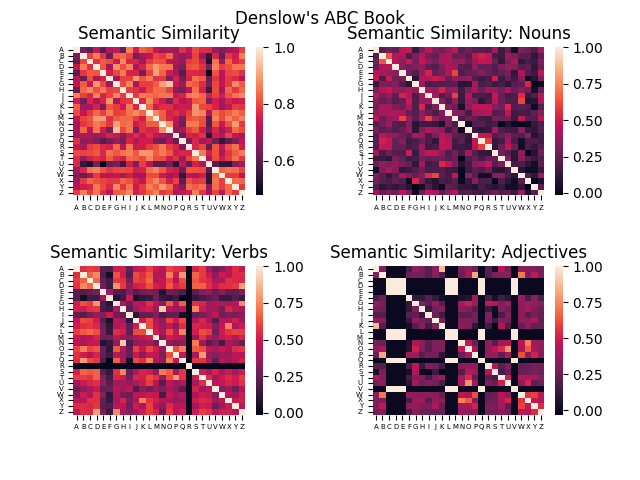 Denslow's ABC Book
Semantic Similarity
A
B
C
D
E
F
G
H
I
J
K
L
M
N
O
P
Q
R
S
T
U
V
W
X
Y
Z
A B C D E F G H I J K L M N O P Q R S T U V W X Y Z
1.0
0.8
0.6
Semantic Similarity: Nouns
A
B
C
D
E
F
G
H
I
J
K
L
M
N
O
P
Q
R
S
T
U
V
W
X
Y
Z
A B C D E F G H I J K L M N O P Q R S T U V W X Y Z
1.00
0.75
0.50
0.25
0.00
Semantic Similarity: Verbs
A
B
C
D
E
F
G
H
I
J
K
L
M
N
O
P
Q
R
S
T
U
V
W
X
Y
Z
A B C D E F G H I J K L M N O P Q R S T U V W X Y Z
1.00
0.75
0.50
0.25
0.00
Semantic Similarity: Adjectives
A
B
C
D
E
F
G
H
I
J
K
L
M
N
O
P
Q
R
S
T
U
V
W
X
Y
Z
A B C D E F G H I J K L M N O P Q R S T U V W X Y Z
1.00
0.75
0.50
0.25
0.00